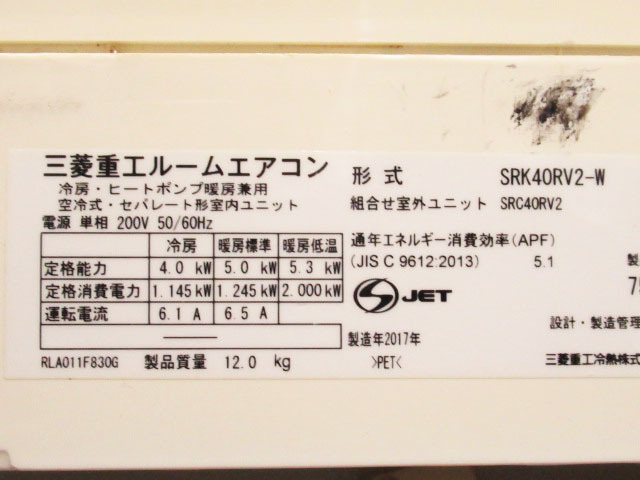 三菱重工ルームエアコン
冷房・ヒートポンプ暖房兼用
空冷式・セパレート形室内ユニット
電源 単相 200V 50/60Hz
冷房 暖房標準 暖房低温
定格能力 4.0 kW 5.0 kW 5.3 kW
定格消費電力 1.145 kW 1.245 kW 2.000 kW
運転電流 6.1 A 6.5 A
RLA011F830G 製品質量 12.0 kg
形式 SRK40RV2-W
組合せ室外ユニット SRC40RV2
通年エネルギー消費効率(APF)
(JIS C 9612:2013) 5.1
S JET
製造年2017年
>PET<
製
設計・製造管理
三菱重工冷熱株式